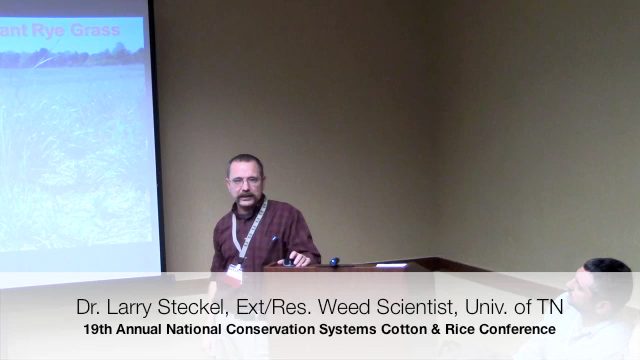 ant Rye Grass
Dr. Larry Steckel, Ext/Res. Weed Scientist, Univ. of TN
19th Annual National Conservation Systems Cotton & Rice Conference